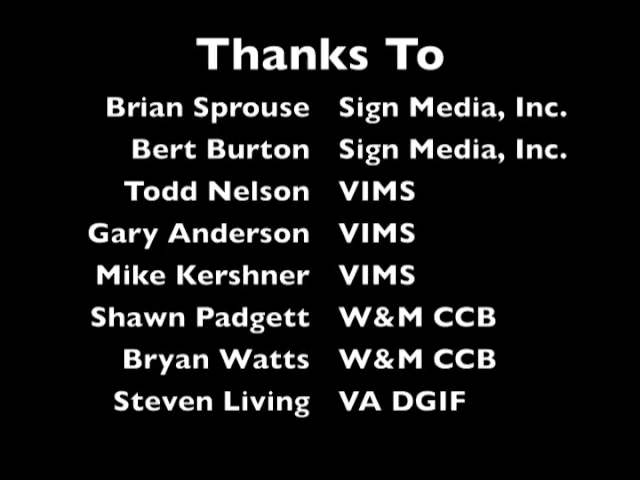 Thanks To
Brian Sprouse Sign Media, Inc.
Bert Burton Sign Media, Inc.
Todd Nelson VIMS
Gary Anderson VIMS
Mike Kershner VIMS
Shawn Padgett W&M CCB
Bryan Watts W&M CCB
Steven Living VA DGIF